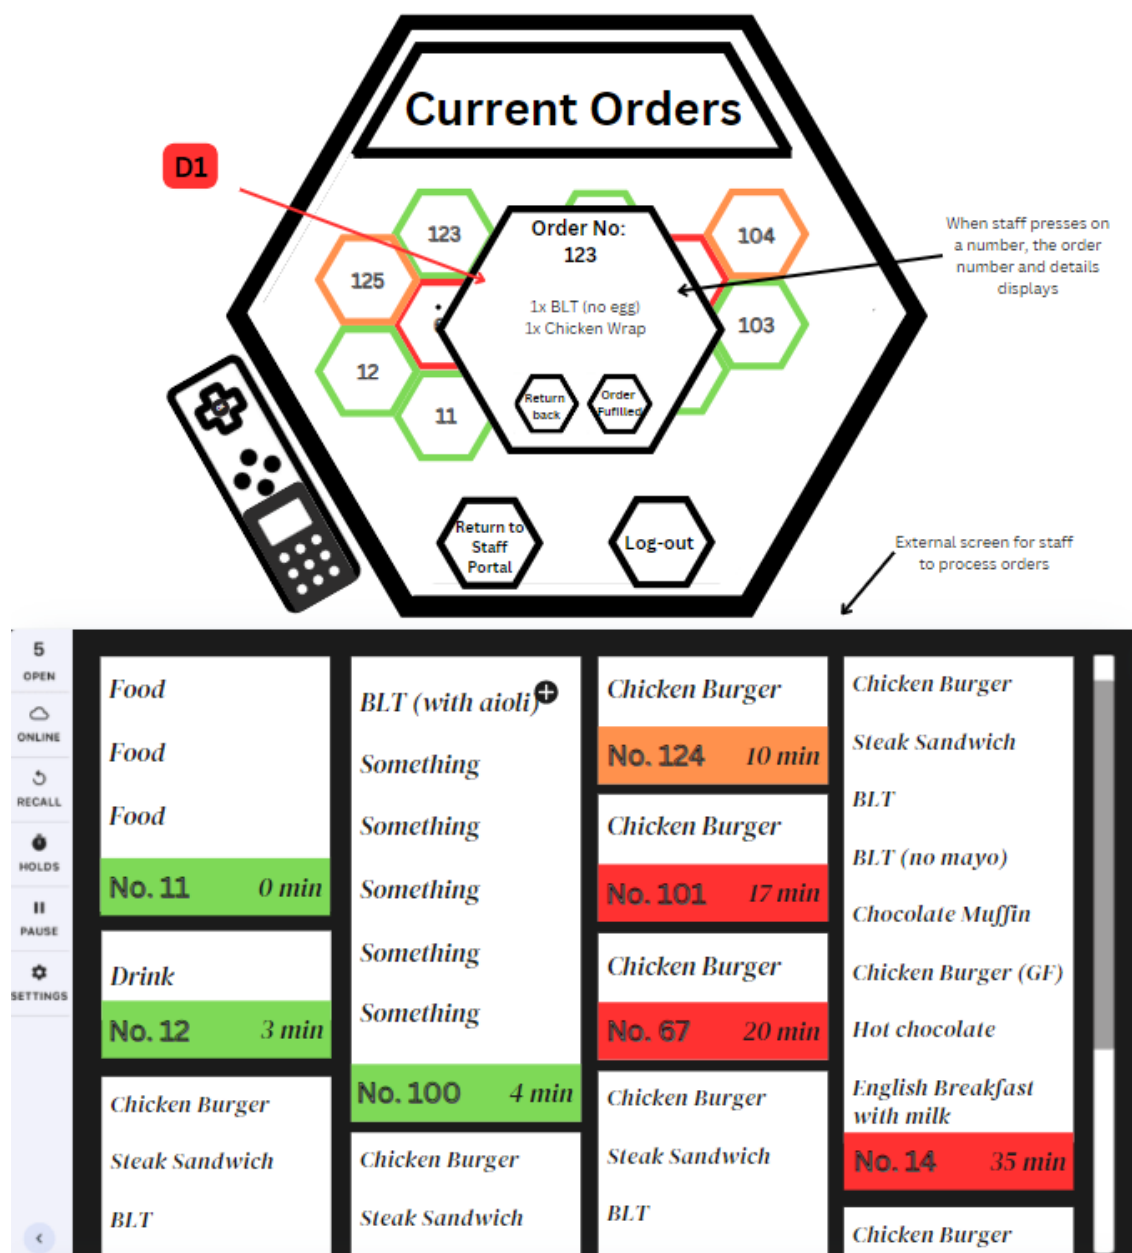 Current Orders
D1
123
125
12
11
Order No:
123
1x BLT (no egg)
1x Chicken Wrap
Return
back
Order
Fufilled
104
103
When staff presses on
a number, the order
number and details
displays
Return to
Staff
Portal
Log-out
External screen for staff
to process orders
5
OPEN
ONLINE
RECALL
HOLDS
PAUSE
SETTINGS
Food
Food
Food
No. 11 0 min
Drink
No. 12 3 min
Chicken Burger
Steak Sandwich
BLT
BLT (with aioli)
Something
Something
Something
Something
Something
No. 100 4 min
Chicken Burger
Steak Sandwich
Chicken Burger
No. 124 10 min
Chicken Burger
No. 101 17 min
Chicken Burger
No. 67 20 min
Chicken Burger
Steak Sandwich
BLT
Chicken Burger
Steak Sandwich
BLT
BLT (no mayo)
Chocolate Muffin
Chicken Burger (GF)
Hot chocolate
English Breakfast
with milk
No. 14 35 min
Chicken Burger